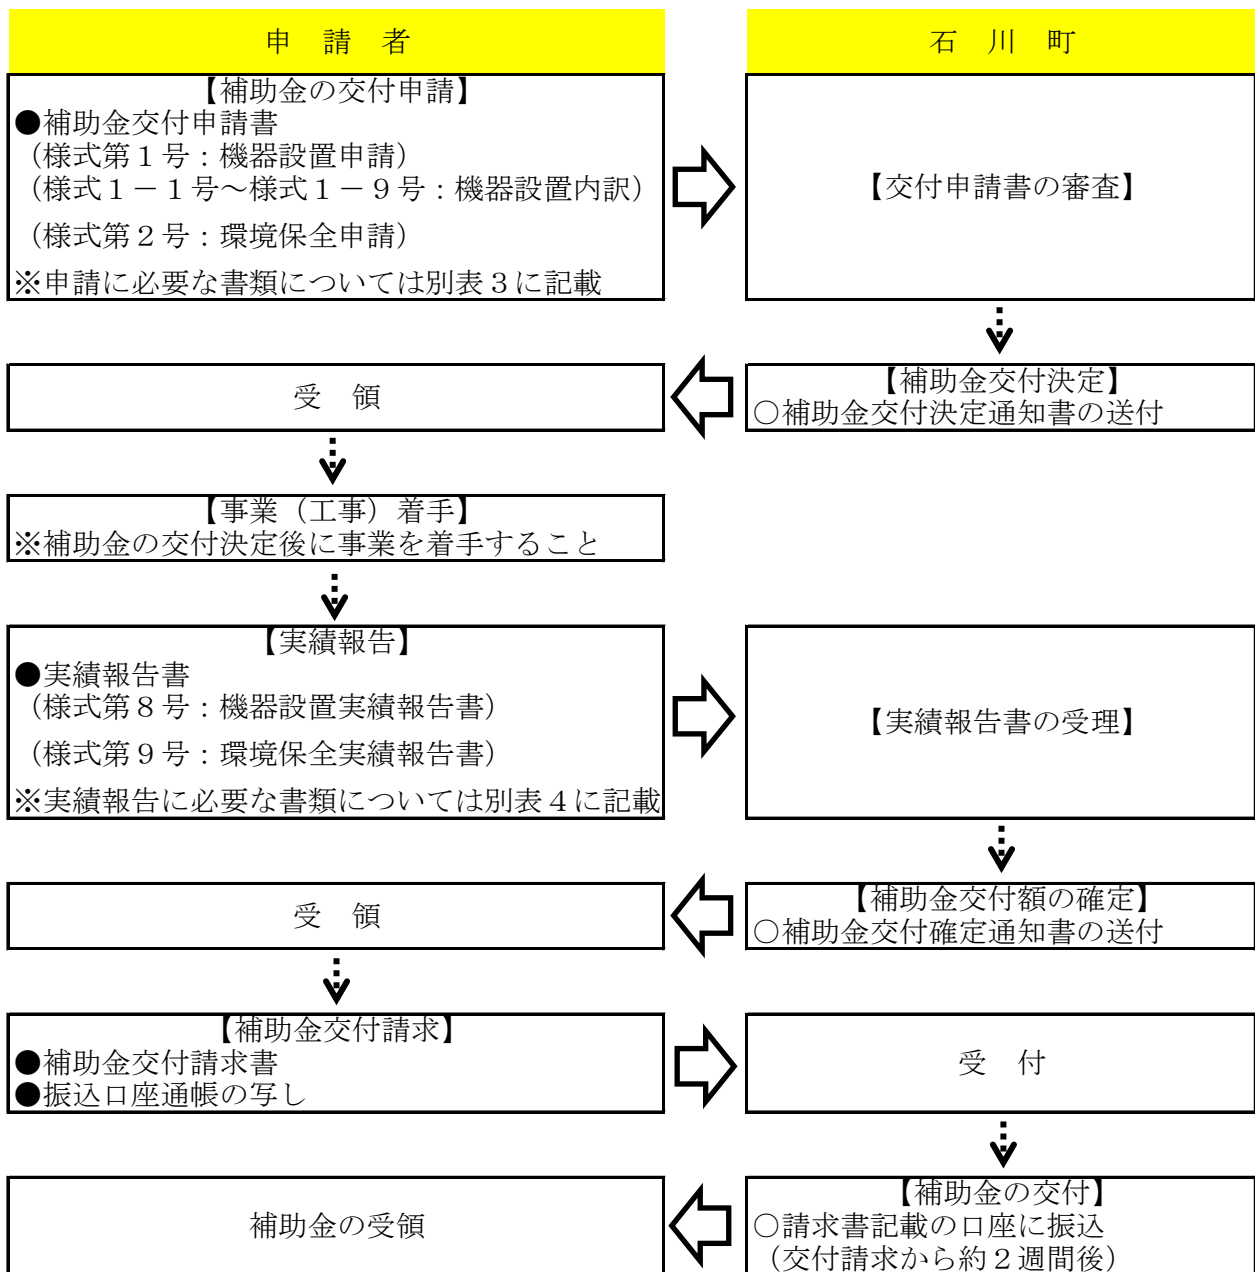 申　請　者
石　川　町
【補助金の交付申請】
●補助金交付申請書
（様式第１号：機器設置申請）
（様式１－１号～様式１－９号：機器設置内訳）
（様式第２号：環境保全申請）
※申請に必要な書類については別表３に記載
【交付申請書の審査】
受　領
【補助金交付決定】
○補助金交付決定通知書の送付
【事業（工事）着手】
※補助金の交付決定後に事業を着手すること
【実績報告】
●実績報告書
（様式第８号：機器設置実績報告書）
（様式第９号：環境保全実績報告書）
※実績報告に必要な書類については別表４に記載
【実績報告書の受理】
受　領
【補助金交付額の確定】
○補助金交付確定通知書の送付
【補助金交付請求】
●補助金交付請求書
●振込口座通帳の写し
受　付
補助金の受領
【補助金の交付】
○請求書記載の口座に振込
（交付請求から約２週間後）